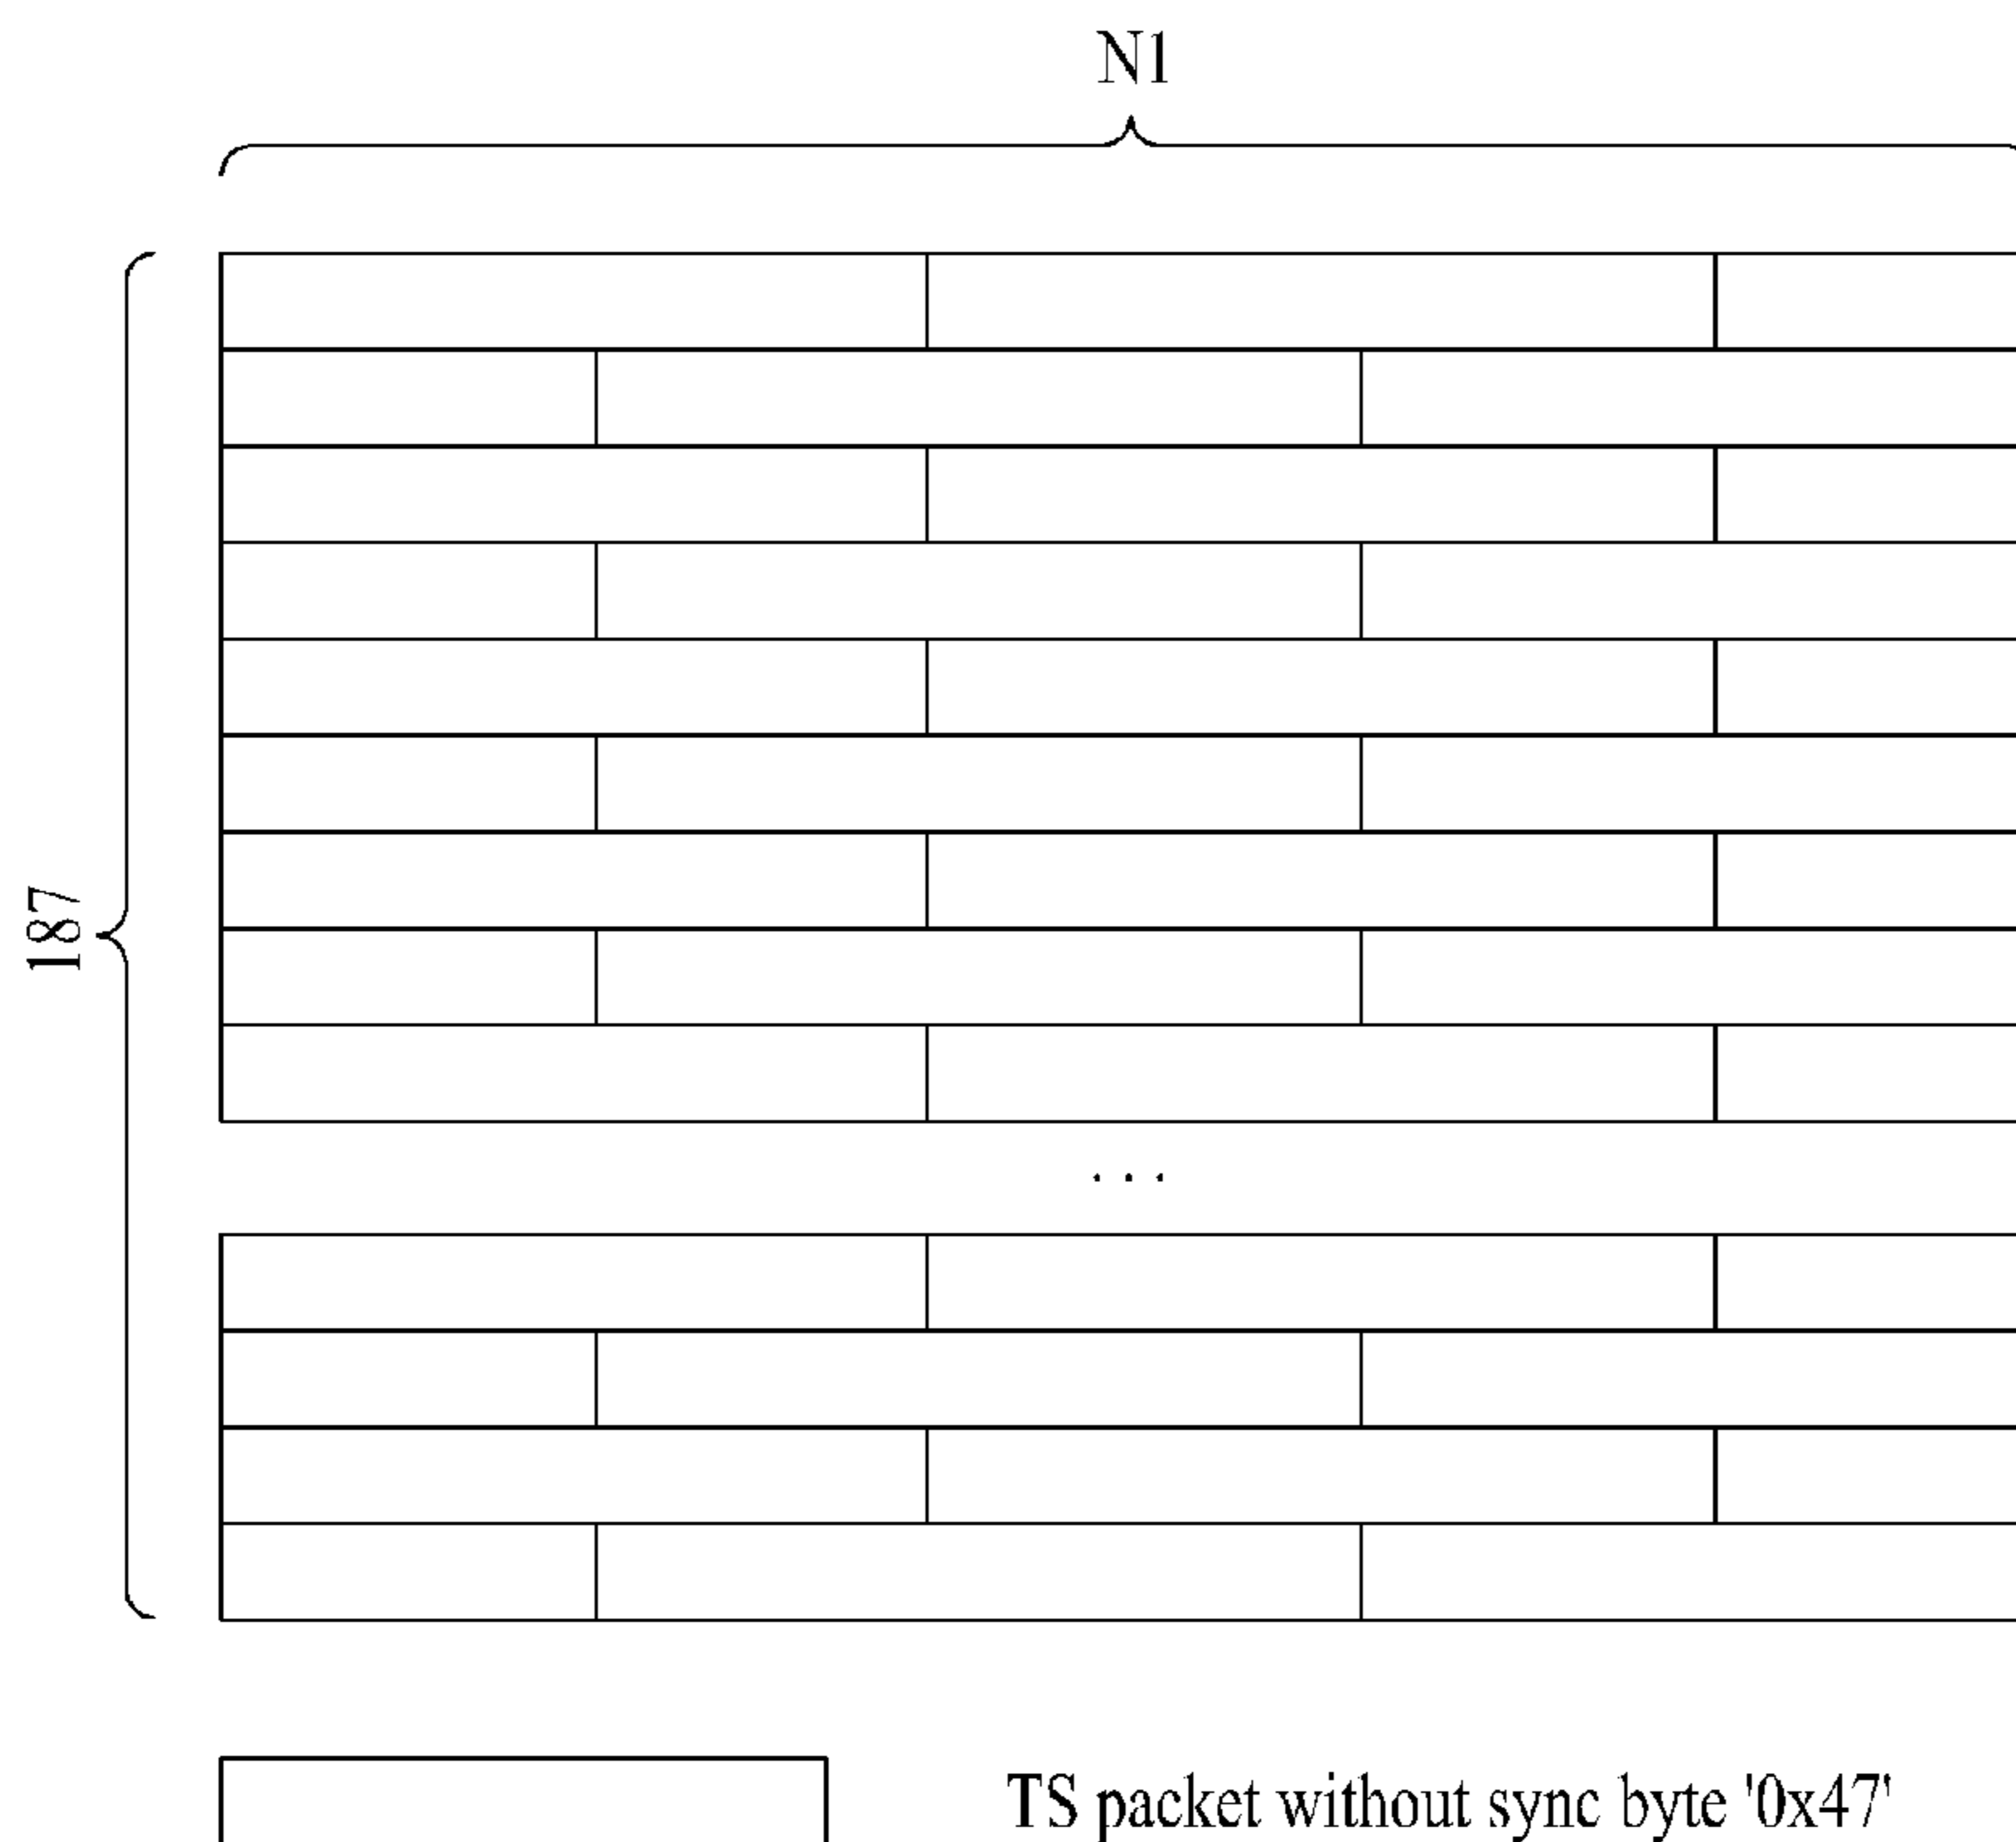 N1
187
...
TS packet without sync byte '0x47'